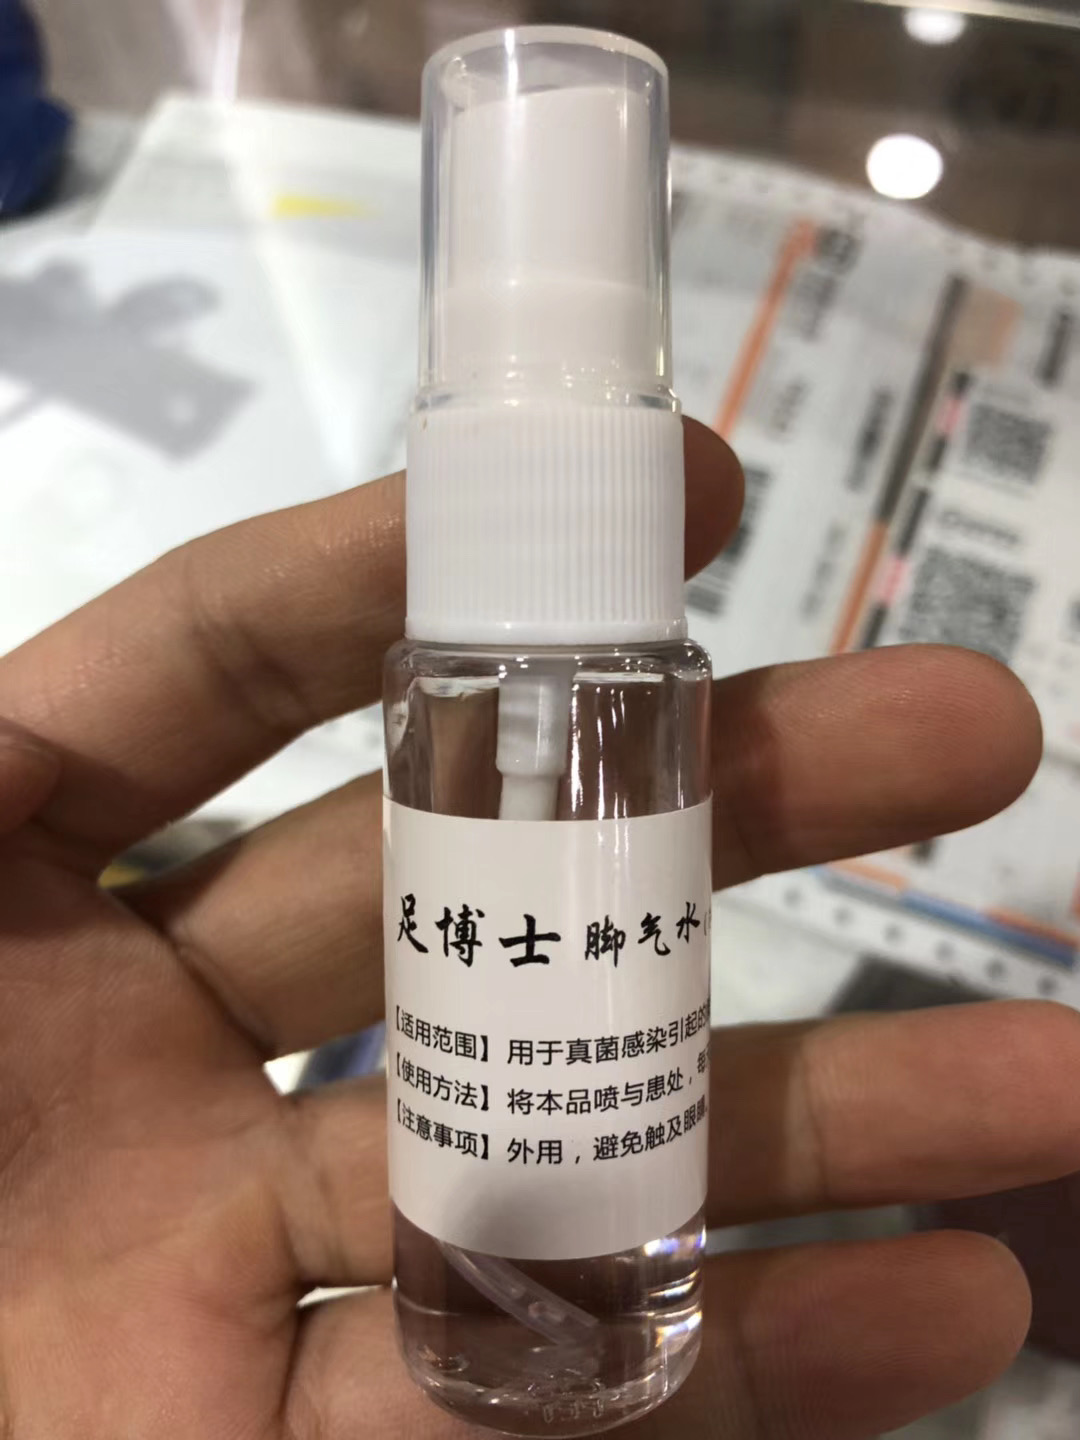 足博士 脚气水
【适用范围】用于真菌感染引起的
【使用方法】将本品喷与患处，每
【注意事项】外用，避免触及眼睛